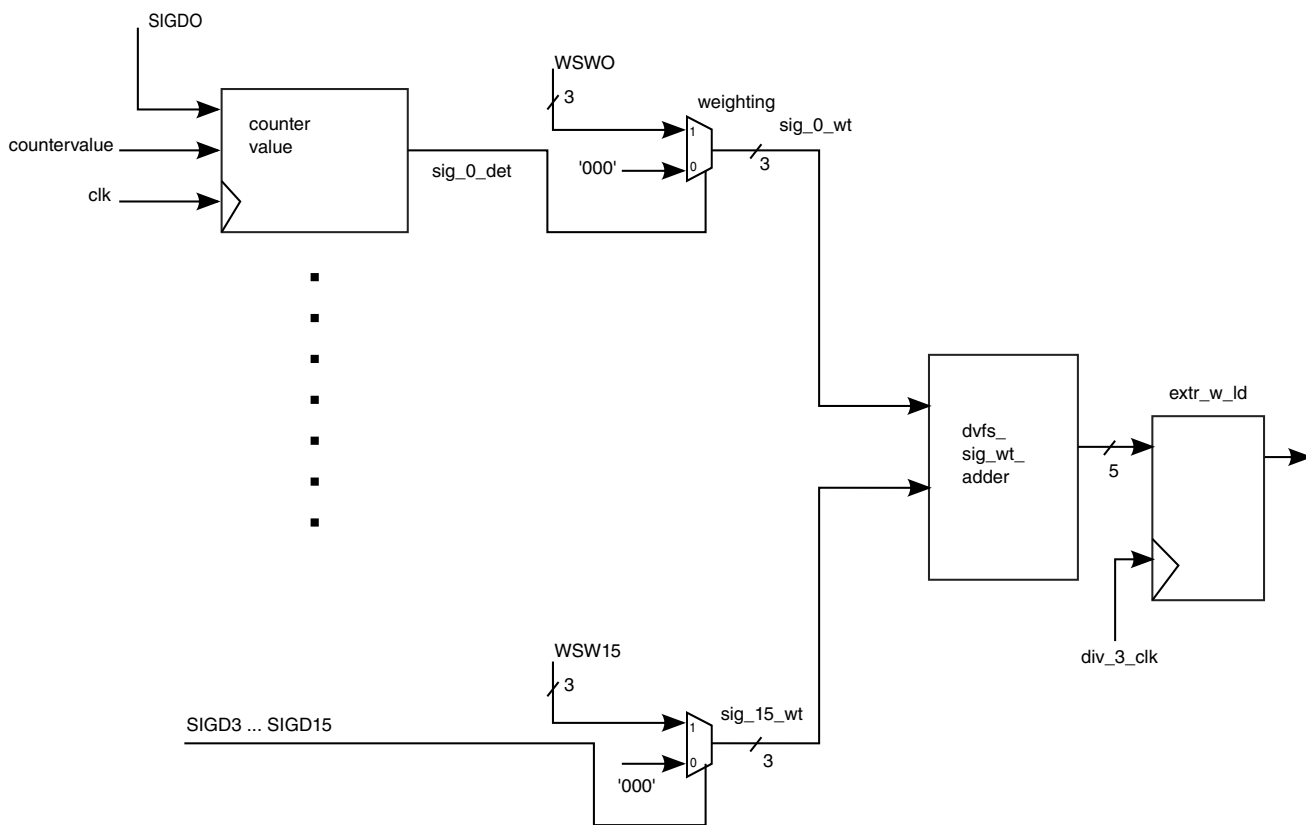 SIGDO
WSWO
3
weighting
counter
value
1
sig_0_wt
countervalue
sig_0_det
'000'
0
3
clk
dvfs_
sig_wt_
adder
extr_w_ld
5
div_3_clk
WSW15
3
SIGD3 ... SIGD15
1
sig_15_wt
'000'
0
3